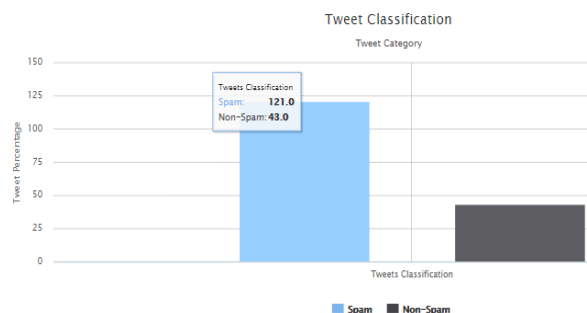 Tweet Classification
Tweet Category
Tweet Percentage
150
125
100
75
50
25
0
Tweets Classification
Spam: 121.0
Non-Spam: 43.0
Tweets Classification
Spam
Non-Spam